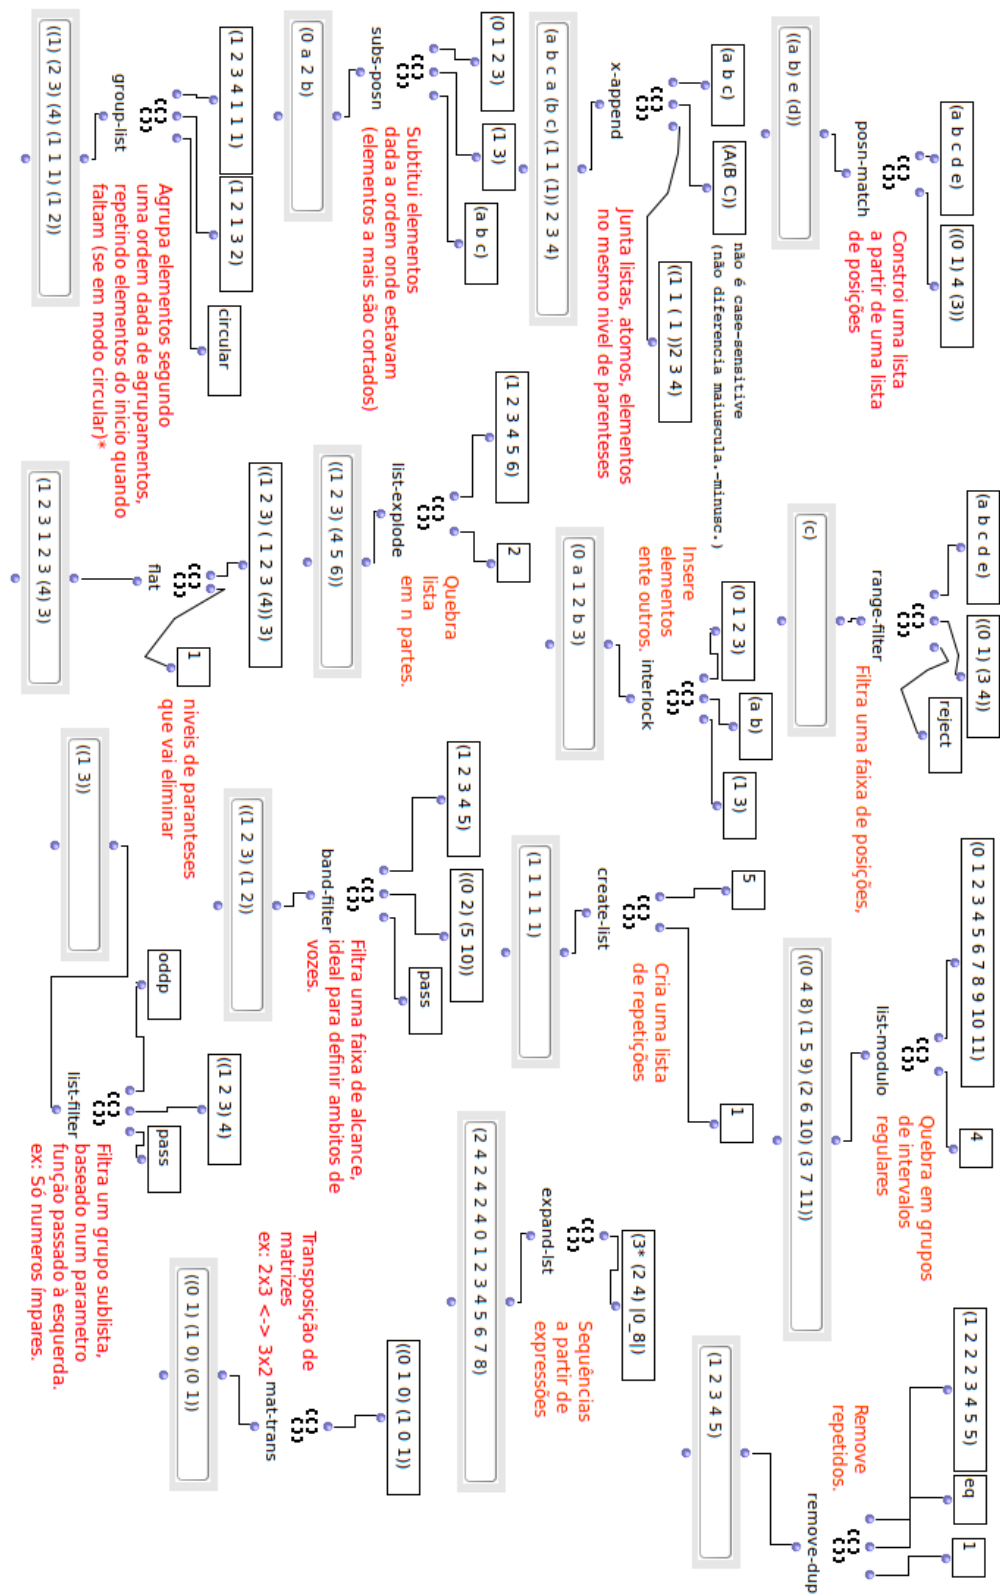 (a b c d e)
((0 1) 4 (3))
posn-match
Constroi uma lista
a partir de uma lista
de posições
((a b) e (d))
(a b c d e)
((0 1) (3 4))
reject
range-filter
Filtra uma faixa de posições,
(c)
(0 1 2 3 4 5 6 7 8 9 10 11)
4
list-modulo
Quebra em grupos
de intervalos
regulares
((0 4 8) (1 5 9) (2 6 10) (3 7 11))
(1 2 2 2 3 4 5 5)
eq
1
Remove
repetidos.
remove-dup
(1 2 3 4 5)
(a b c)
(A(B C))
não é case-sensitive
(não diferencia maiuscula.-minusc.)
((1 1 ( 1 ))2 3 4)
x-append
Junta listas, atomos, elementos
no mesmo nivel de parenteses
(a b c a (b c) (1 1 (1)) 2 3 4)
(0 1 2 3)
(a b)
(1 3)
Insere
elementos
ente outros.
interlock
(0 a 1 2 b 3)
5
1
create-list
Cria uma lista
de repetições
(1 1 1 1 1)
(3* (2 4) |0_8|)
expand-lst
Sequências
a partir de
expressões
(2 4 2 4 2 4 0 1 2 3 4 5 6 7 8)
(0 1 2 3)
(1 3)
(a b c)
subs-posn
Subtitui elementos
dada a ordem onde estavam
(elementos a mais são cortados)
(0 a 2 b)
(1 2 3 4 5 6)
2
list-explode
Quebra
lista
em n partes.
((1 2 3) (4 5 6))
(1 2 3 4 5)
((0 2) (5 10))
pass
band-filter
Filtra uma faixa de alcance,
ideal para definir ambitos de
vozes.
((1 2 3) (1 2))
((0 1 0) (1 0 1))
Transposição de
matrizes
ex: 2x3 <-> 3x2
mat-trans
((0 1) (1 0) (0 1))
(1 2 3 4 1 1 1)
(1 2 1 3 2)
circular
group-list
Agrupa elementos segundo
uma ordem dada de agrupamentos,
repetindo elementos do inicio quando
faltam (se em modo circular)*
((1) (2 3) (4) (1 1 1) (1 2))
((1 2 3) ( 1 2 3 (4)) 3)
1
flat
niveis de paranteses
que vai eliminar
(1 2 3 1 2 3 (4) 3)
oddp
((1 2 3) 4)
pass
list-filter
Filtra um grupo sublista,
baseado num parametro
função passado à esquerda.
ex: Só numeros ímpares.
((1 3))